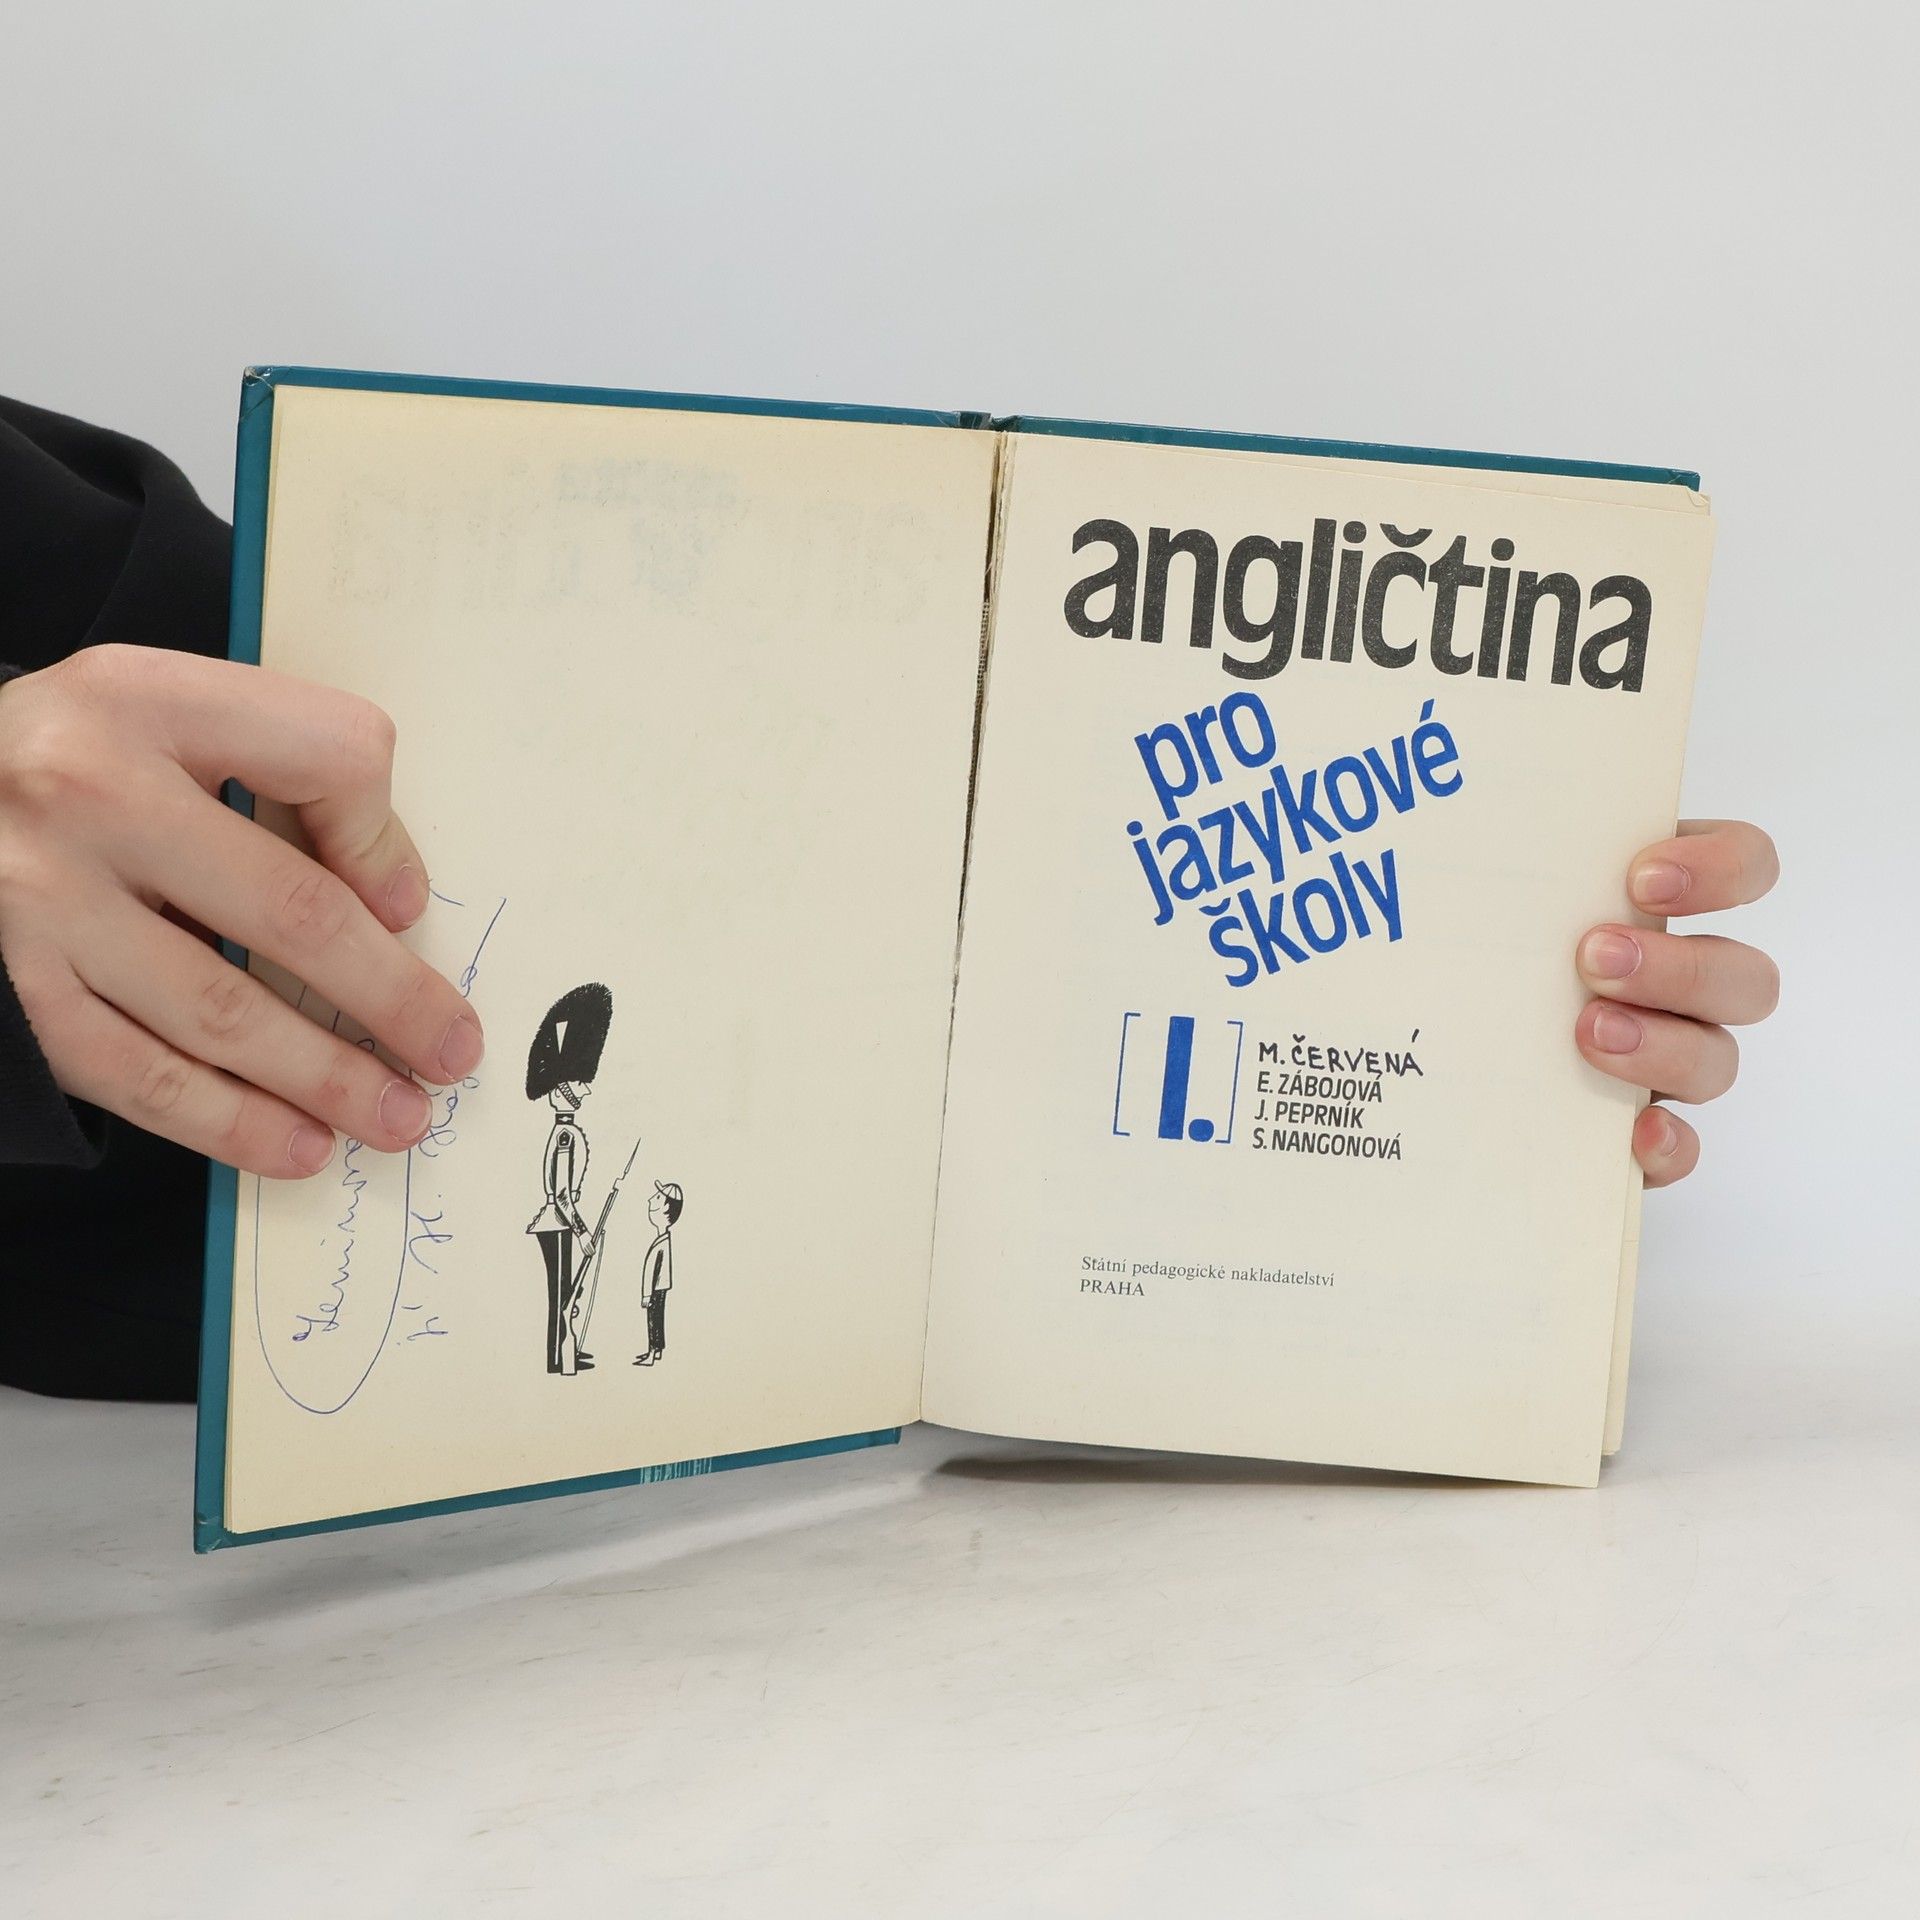 angličtina
pro
jazykové
školy
[I.]
M. ČERVENÁ
E. ZÁBOJOVÁ
J. PEPRNÍK
S. NANGONOVÁ
Státní pedagogické nakladatelství
PRAHA